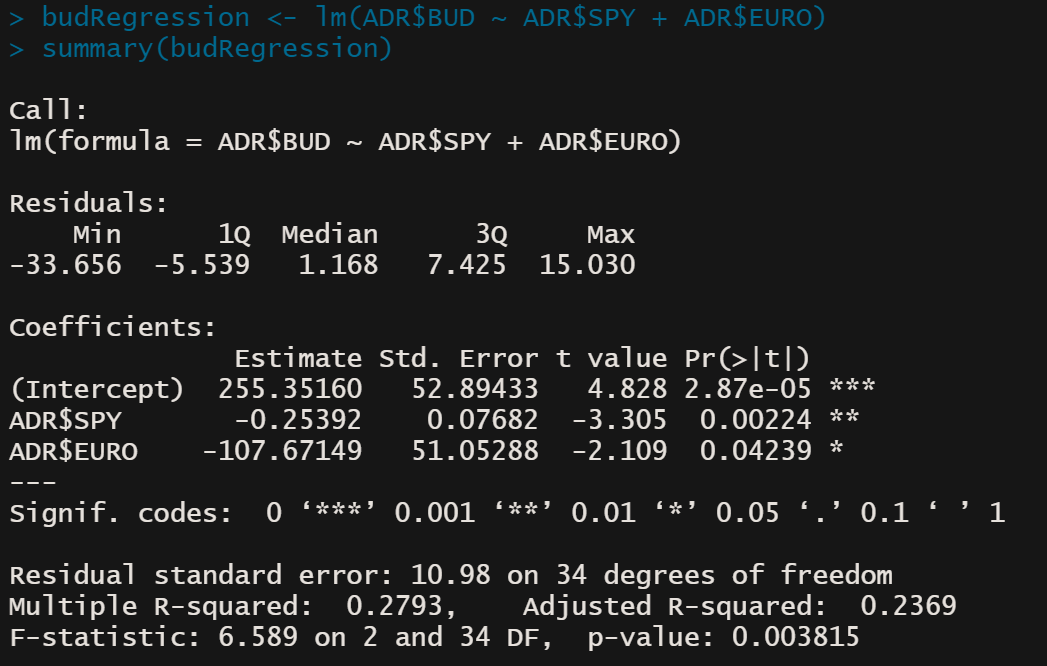 > budRegression <- lm(ADR$BUD ~ ADR$SPY + ADR$EURO)
> summary(budRegression)

Call:
lm(formula = ADR$BUD ~ ADR$SPY + ADR$EURO)

Residuals:
    Min      1Q  Median      3Q     Max
-33.656  -5.539   1.168   7.425  15.030

Coefficients:
              Estimate Std. Error t value Pr(>|t|)
(Intercept)  255.35160   52.89433   4.828 2.87e-05 ***
ADR$SPY       -0.25392    0.07682  -3.305  0.00224 **
ADR$EURO    -107.67149   51.05288  -2.109  0.04239 *
---
Signif. codes:  0 ‘***’ 0.001 ‘**’ 0.01 ‘*’ 0.05 ‘.’ 0.1 ‘ ’ 1

Residual standard error: 10.98 on 34 degrees of freedom
Multiple R-squared:  0.2793,    Adjusted R-squared:  0.2369
F-statistic: 6.589 on 2 and 34 DF,  p-value: 0.003815